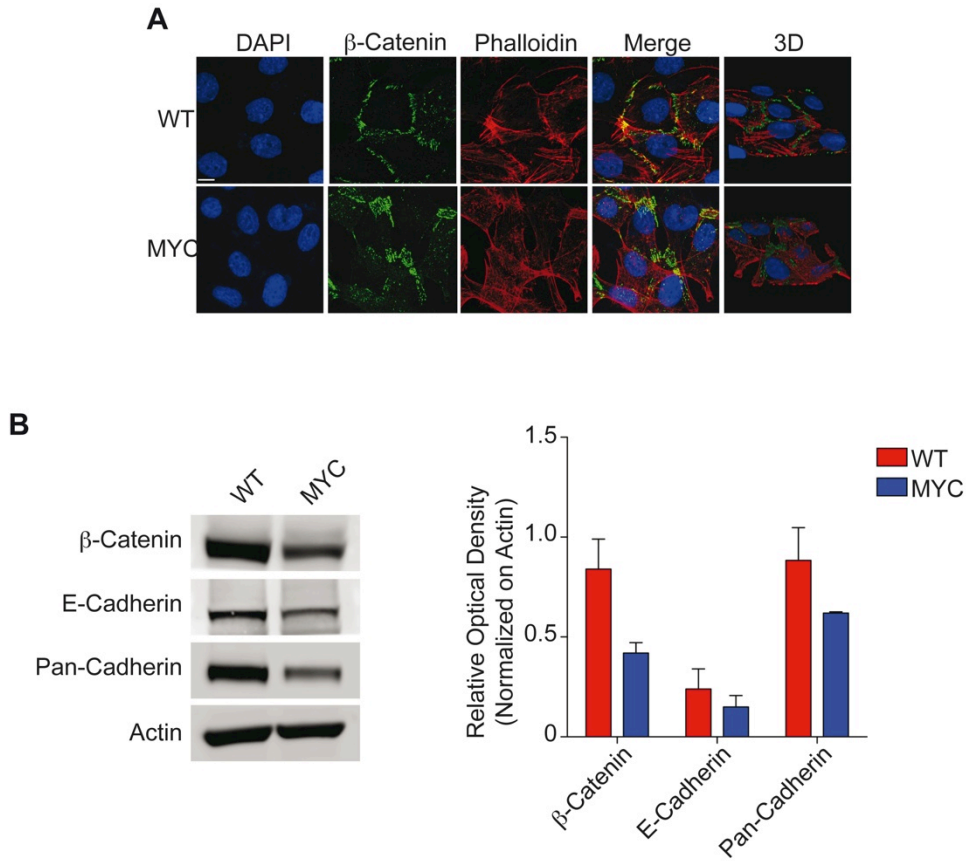 A
DAPI β-Catenin Phalloidin Merge 3D
WT
MYC
B
WT MYC
β-Catenin
E-Cadherin
Pan-Cadherin
Actin
Relative Optical Density
(Normalized on Actin)
1.5
1.0
0.5
0
β-Catenin
E-Cadherin
Pan-Cadherin
WT
MYC